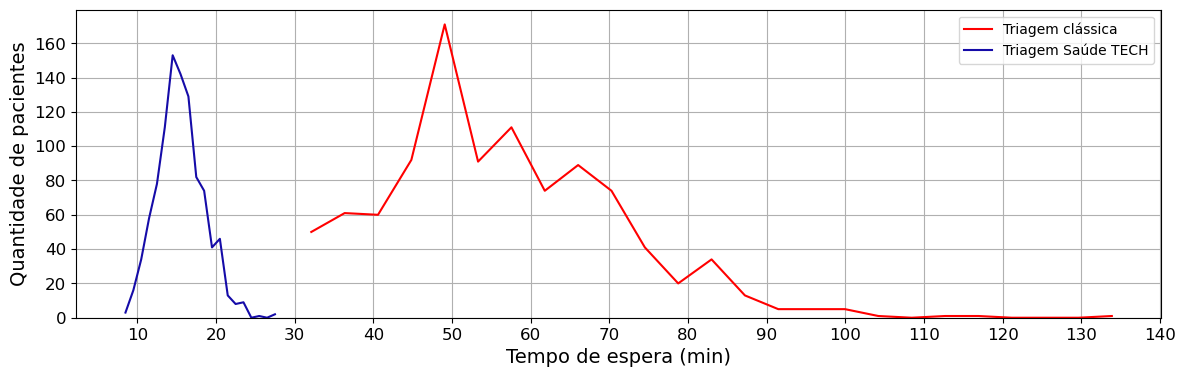 Triagem clássica
Triagem Saúde TECH
Quantidade de pacientes
160
140
120
100
80
60
40
20
0
10 20 30 40 50 60 70 80 90 100 110 120 130 140
Tempo de espera (min)